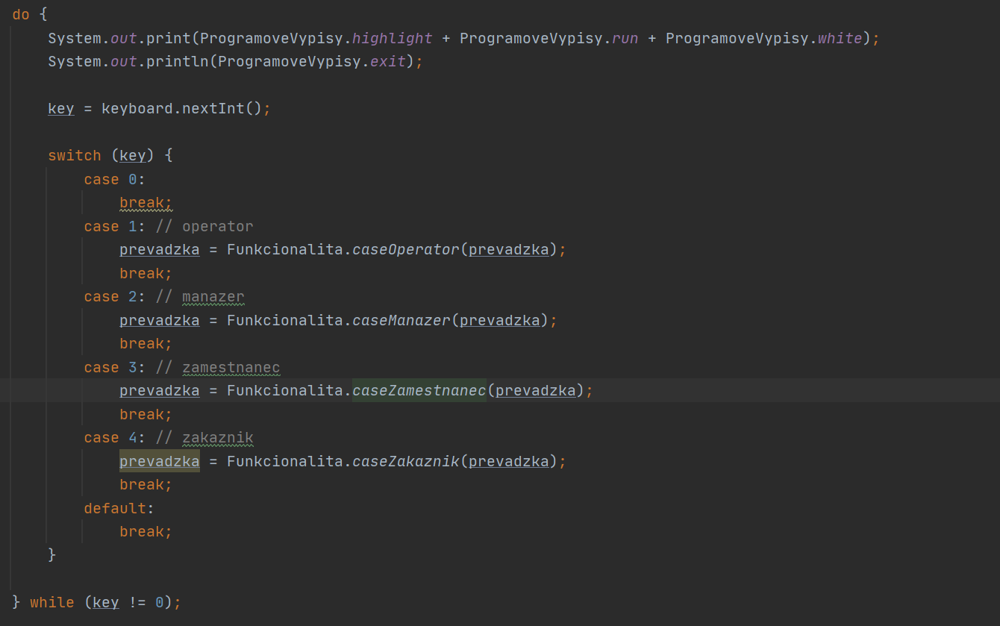 do {
System.out.print(ProgramoveVypisy.highlight + ProgramoveVypisy.run + ProgramoveVypisy.white);
System.out.println(ProgramoveVypisy.exit);
key = keyboard.nextInt();
switch (key) {
case 0:
break;
case 1: // operator
prevadzka = Funkcionalita.caseOperator(prevadzka);
break;
case 2: // manazer
prevadzka = Funkcionalita.caseManazer(prevadzka);
break;
case 3: // zamestnanec
prevadzka = Funkcionalita.caseZamestnanec(prevadzka);
break;
case 4: // zakaznik
prevadzka = Funkcionalita.caseZakaznik(prevadzka);
break;
default:
break;
}
} while (key != 0);